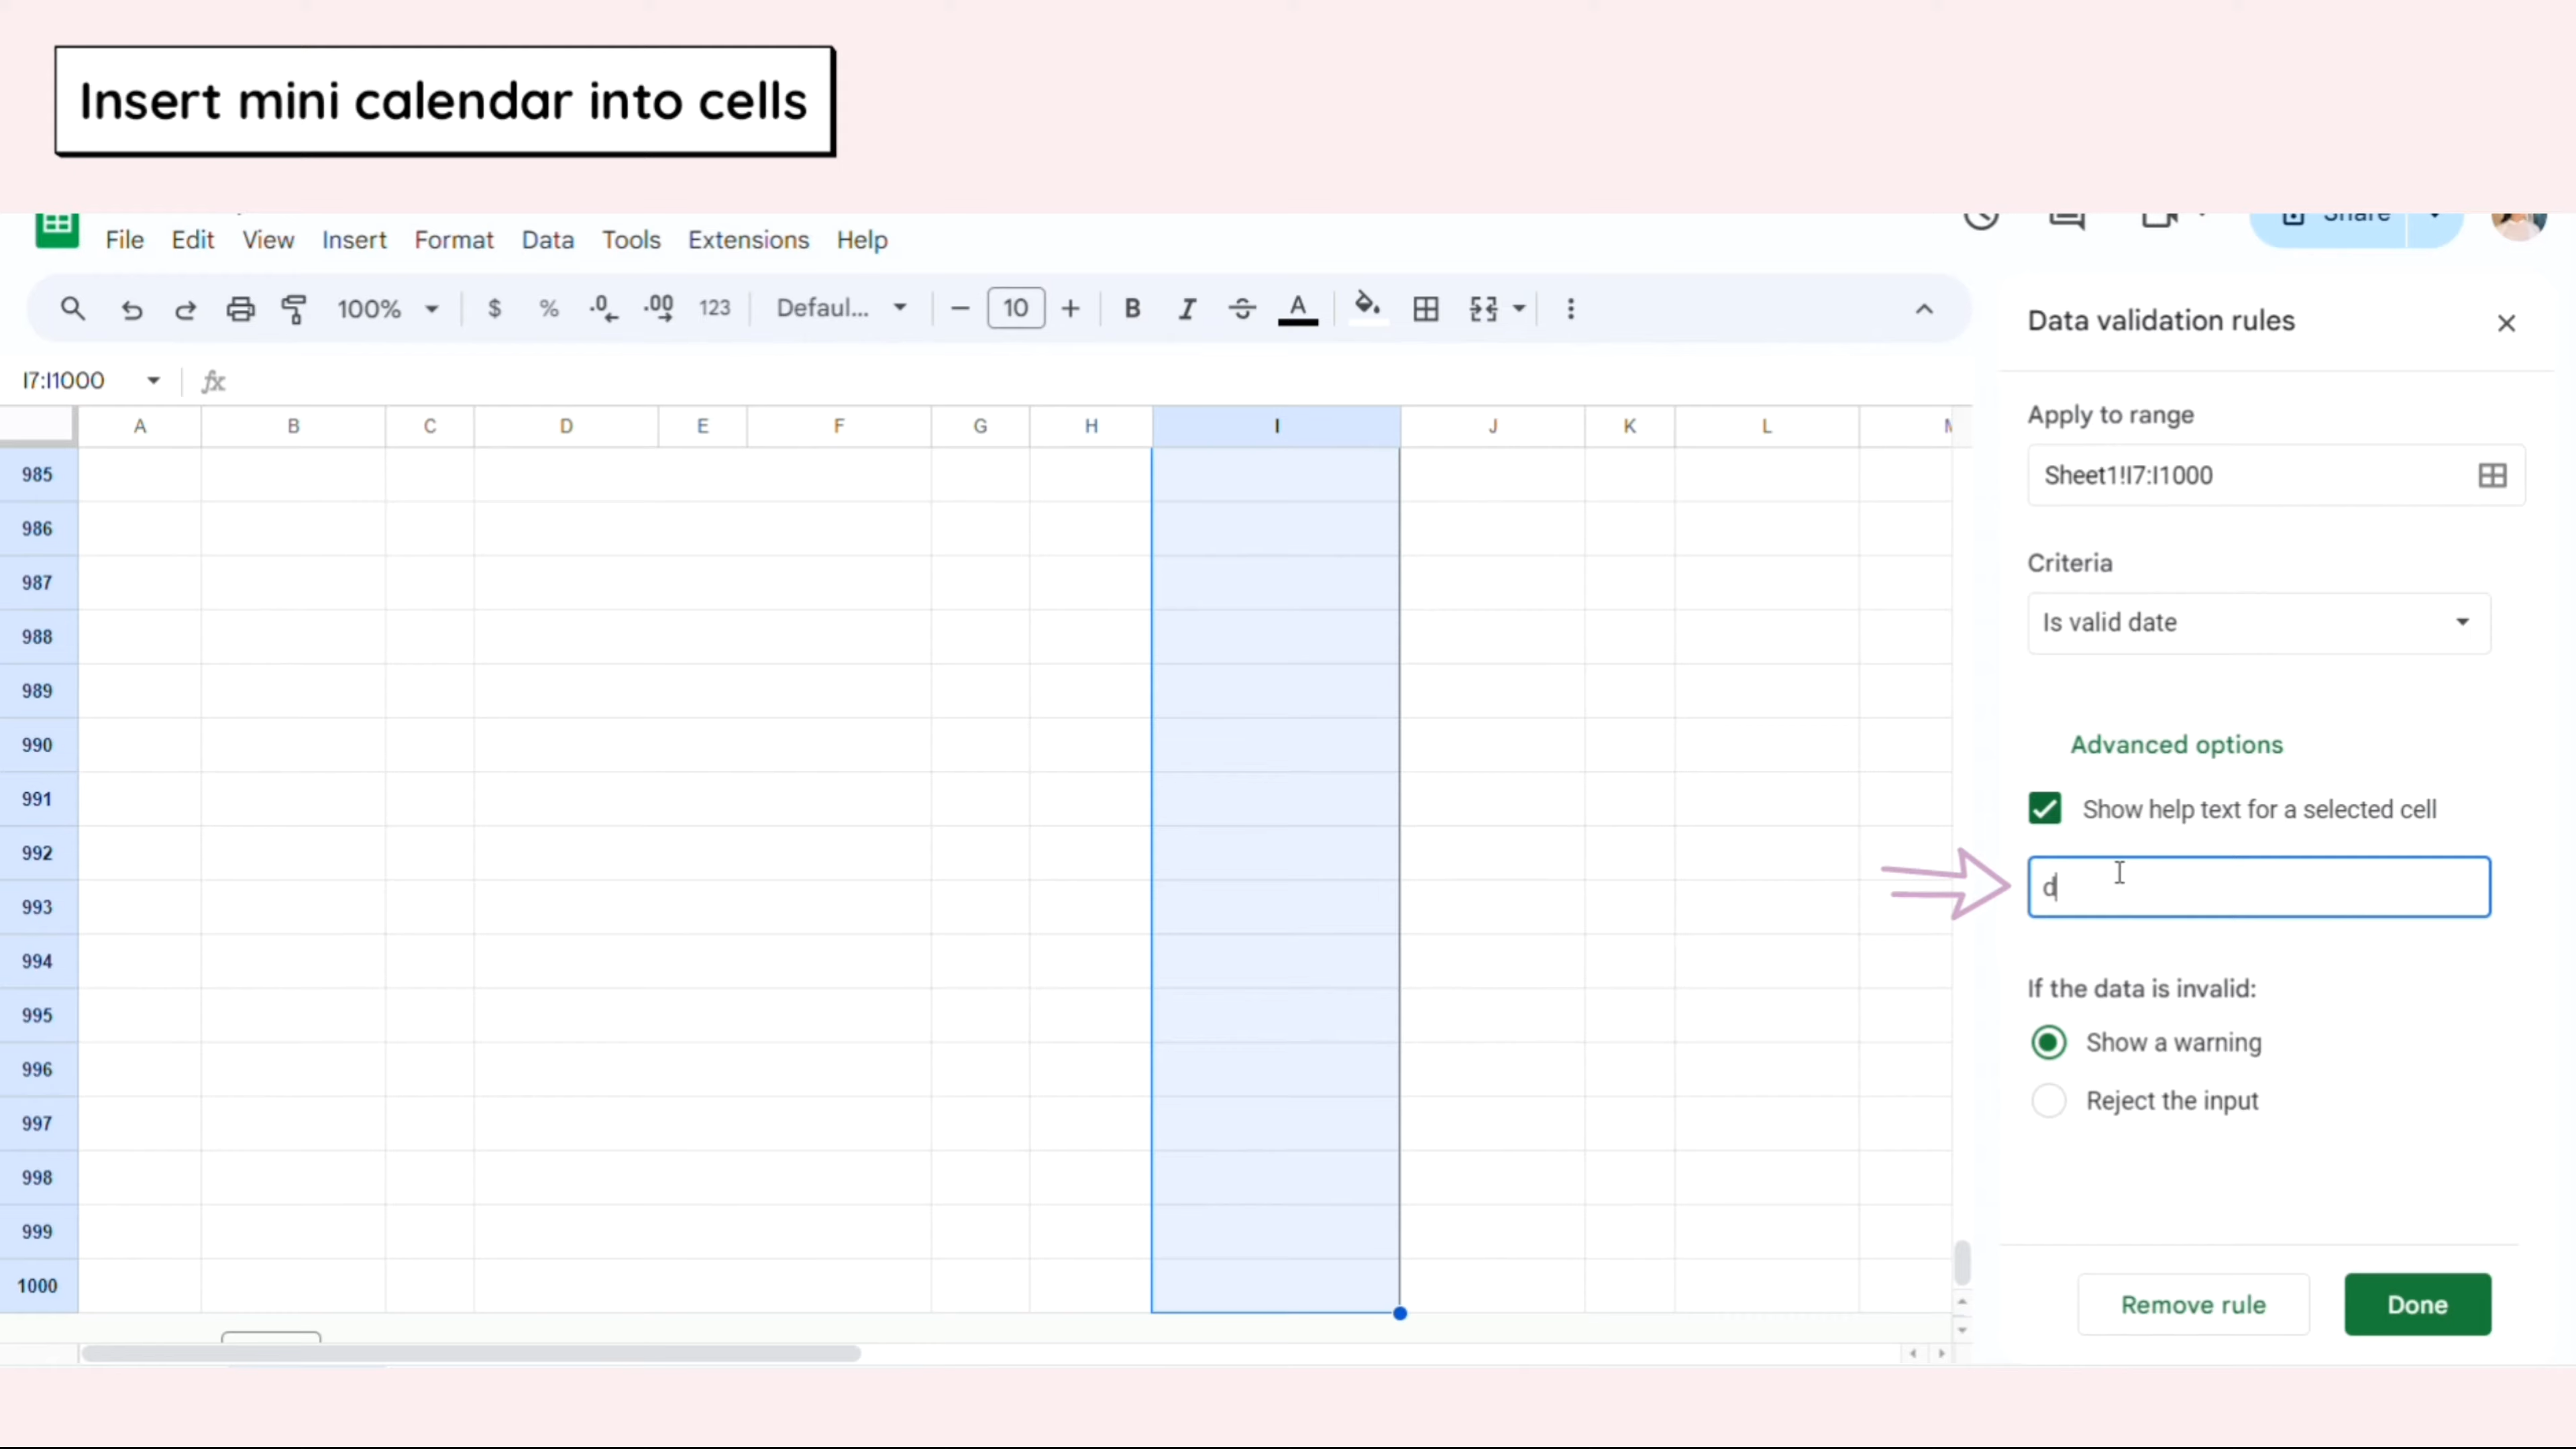 Insert mini calendar into cells
Share
File Edit View Insert Format Data Tools Extensions Help
100% $ % .0 .00 123 Defaul... 10 B I A
Data validation rules
I7:I1000 fx
Apply to range
A B C D E F G H I J K L
Sheet1!I7:I1000
985
986
Criteria
987
Is valid date
988
989
990
Advanced options
991
Show help text for a selected cell
992
993
d
994
If the data is invalid:
995
Show a warning
996
Reject the input
997
998
999
1000
Remove rule Done